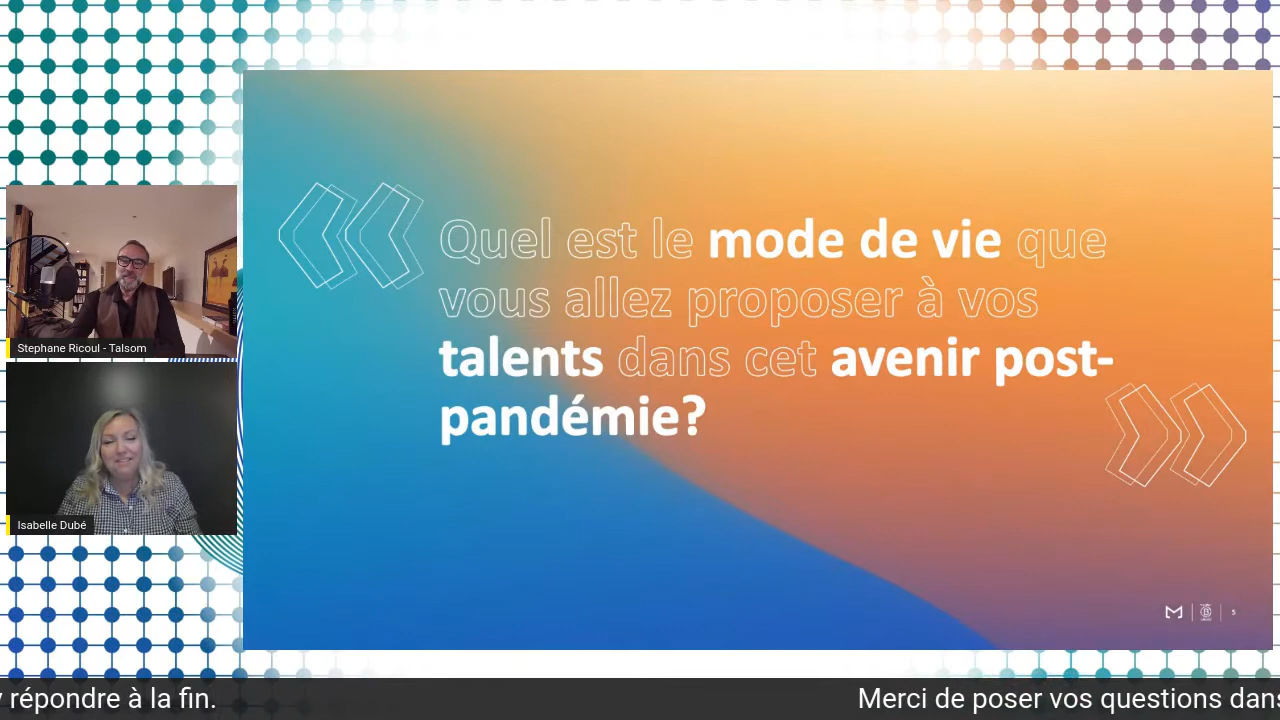 Quel est le mode de vie que
vous allez proposer à vos
talents dans cet avenir post-
pandémie?
Stephane Ricoul - Talsom
Isabelle Dubé
5
répondre à la fin.
Merci de poser vos questions dans